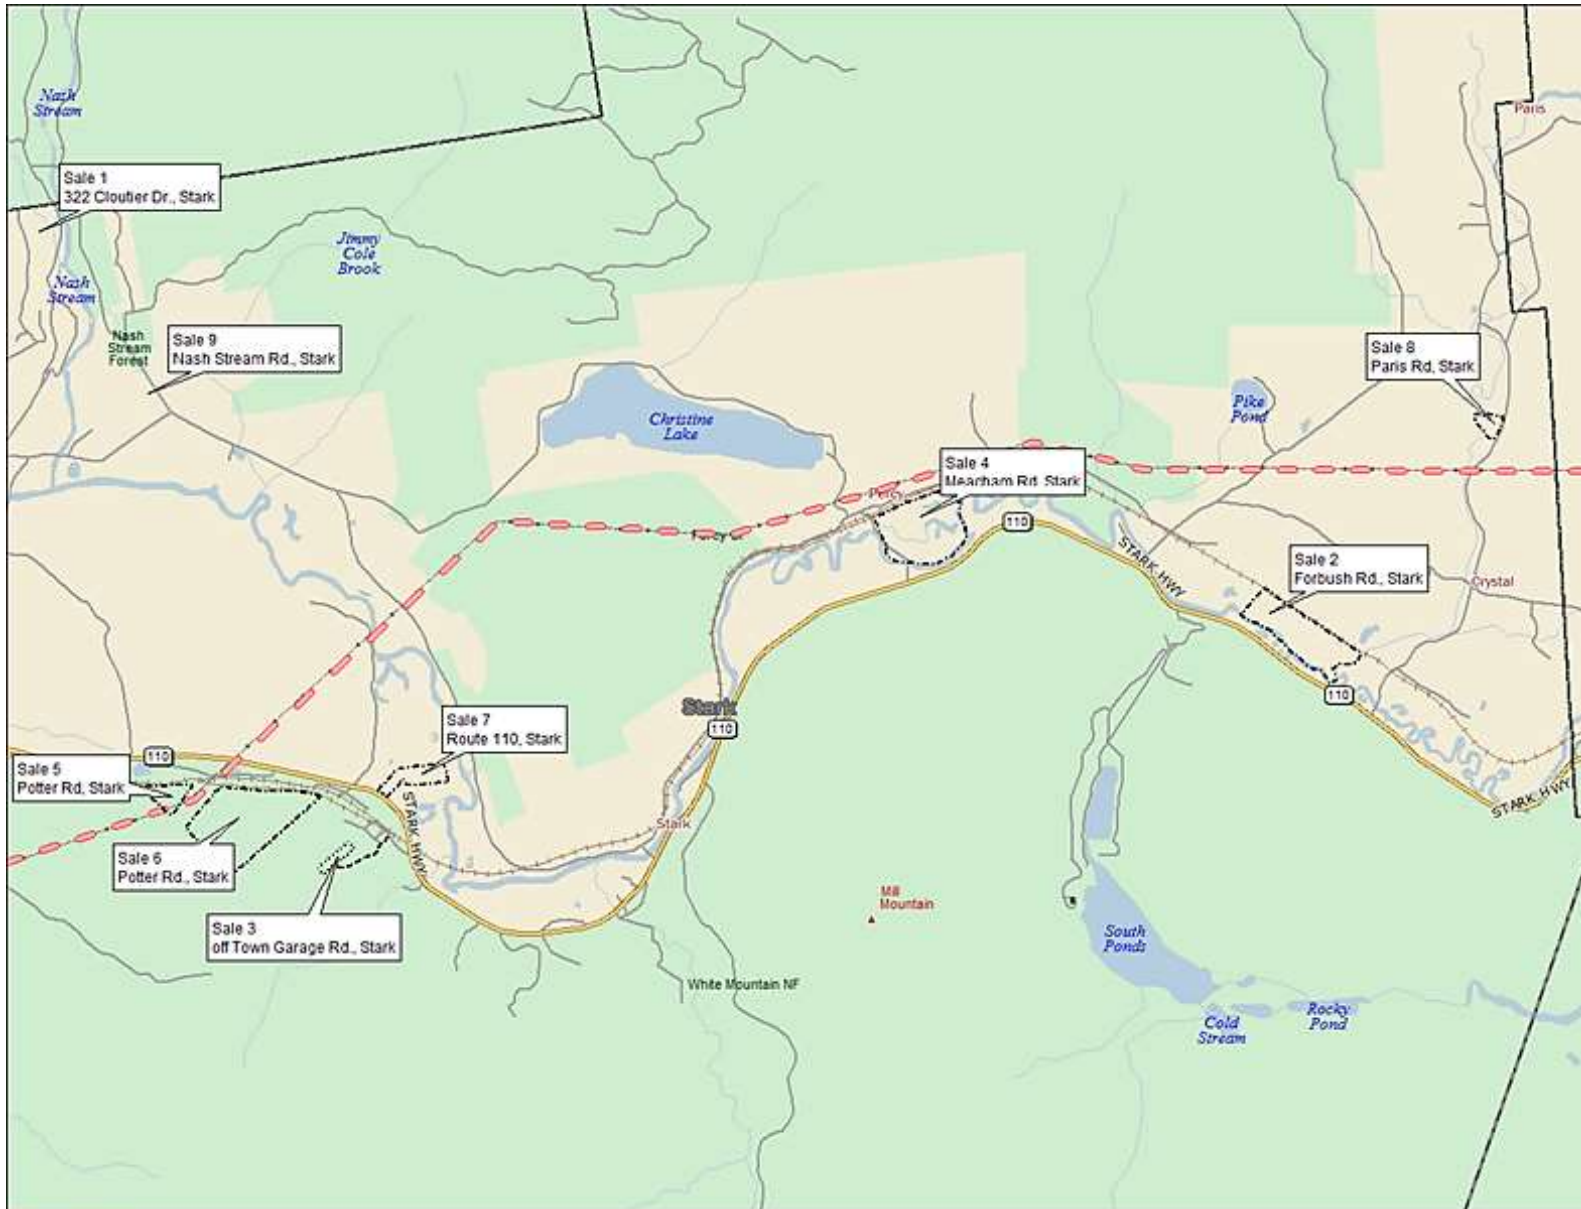 Nash
Stream
Paris
Sale 1
322 Cloutier Dr., Stark
Jimmy
Cole
Brook
Nash
Stream
Nash
Stream
Forest
Sale 9
Nash Stream Rd., Stark
Sale 8
Paris Rd, Stark
Christine
Lake
Pike
Pond
Sale 4
Meacham Rd, Stark
Percy
110
STARK HWY
Sale 2
Forbush Rd., Stark
Crystal
110
Stark
110
Sale 7
Route 110, Stark
110
Sale 5
Potter Rd, Stark
STARK HWY
STARK HWY
Stark
Sale 6
Potter Rd., Stark
Mill
Mountain
Sale 3
off Town Garage Rd., Stark
South
Ponds
White Mountain NF
Rocky
Pond
Cold
Stream